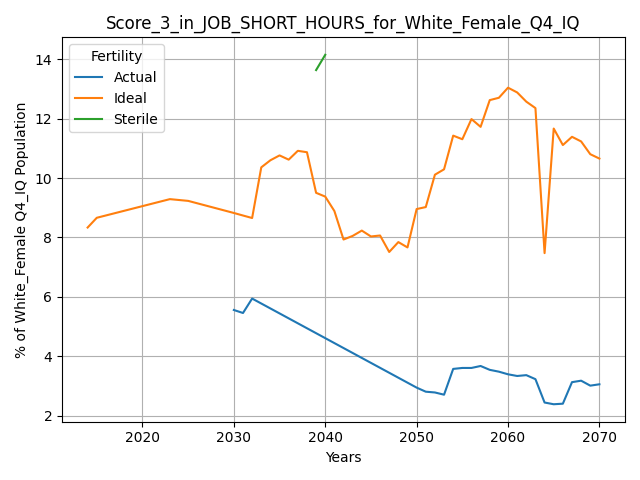 Score_3_in_JOB_SHORT_HOURS_for_White_Female_Q4_IQ
Fertility
Actual
Ideal
Sterile
% of White_Female Q4_IQ Population
14
12
10
8
6
4
2
2020 2030 2040 2050 2060 2070
Years